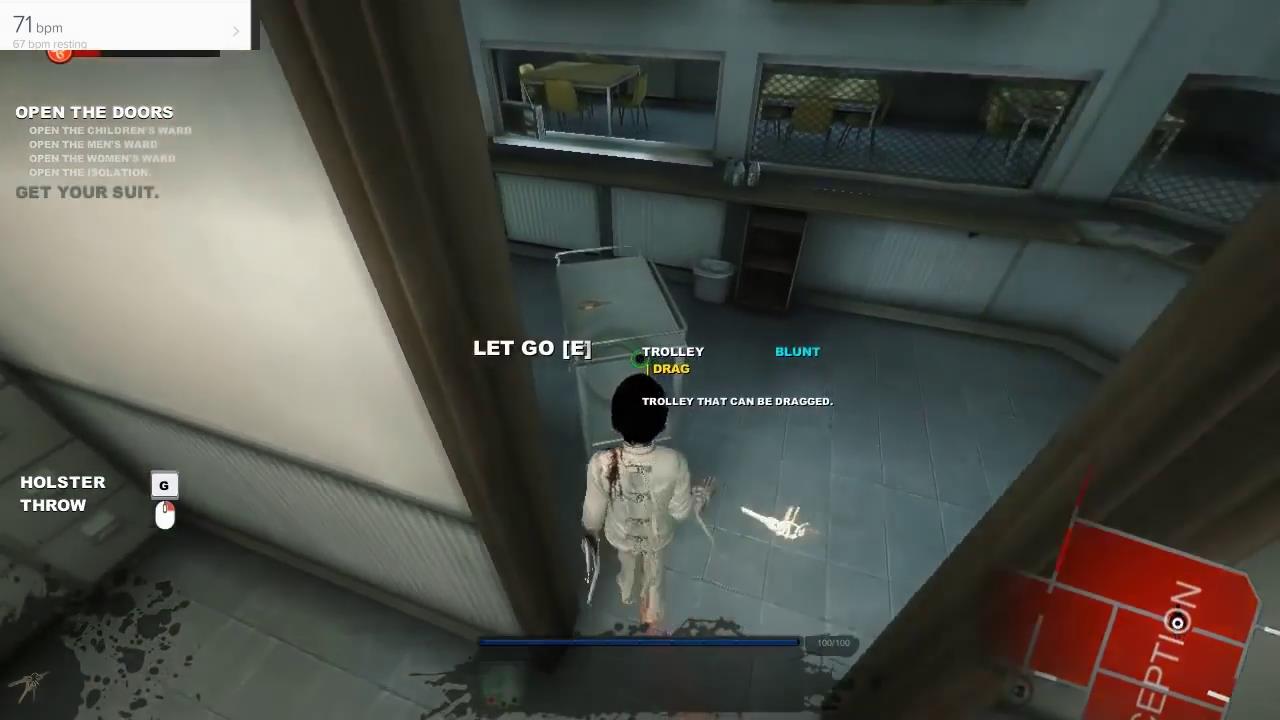 71 bpm
67 bpm resting
OPEN THE DOORS
OPEN THE CHILDREN'S WARD
OPEN THE MEN'S WARD
OPEN THE WOMEN'S WARD
OPEN THE ISOLATION.
GET YOUR SUIT.
LET GO [E]
TROLLEY
BLUNT
DRAG
TROLLEY THAT CAN BE DRAGGED.
HOLSTER
G
THROW
100/100
CEPTION